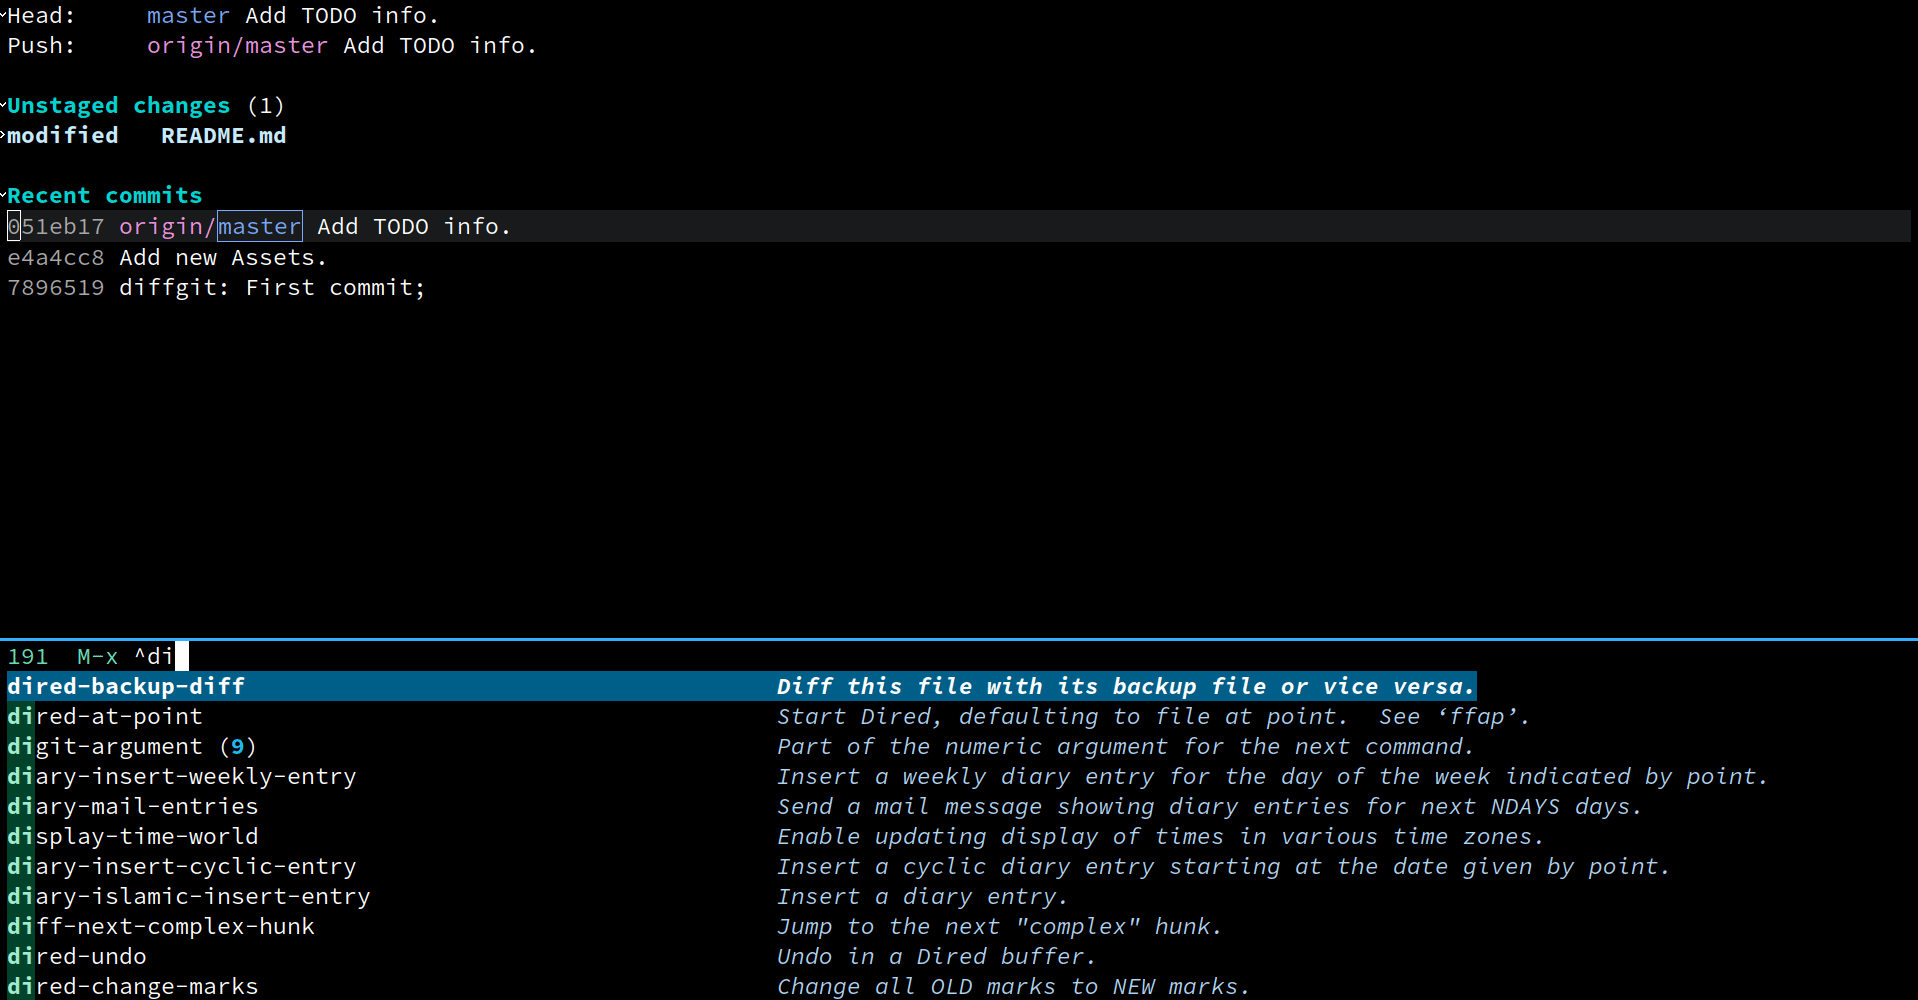 Head:     master Add TODO info.
Push:     origin/master Add TODO info.
Unstaged changes (1)
modified   README.md
Recent commits
051eb17 origin/master Add TODO info.
e4a4cc8 Add new Assets.
7896519 diffgit: First commit;
191  M-x ^di
dired-backup-diff Diff this file with its backup file or vice versa.
dired-at-point Start Dired, defaulting to file at point.  See ‘ffap’.
digit-argument (9) Part of the numeric argument for the next command.
diary-insert-weekly-entry Insert a weekly diary entry for the day of the week indicated by point.
diary-mail-entries Send a mail message showing diary entries for next NDAYS days.
display-time-world Enable updating display of times in various time zones.
diary-insert-cyclic-entry Insert a cyclic diary entry starting at the date given by point.
diary-islamic-insert-entry Insert a diary entry.
diff-next-complex-hunk Jump to the next "complex" hunk.
dired-undo Undo in a Dired buffer.
dired-change-marks Change all OLD marks to NEW marks.